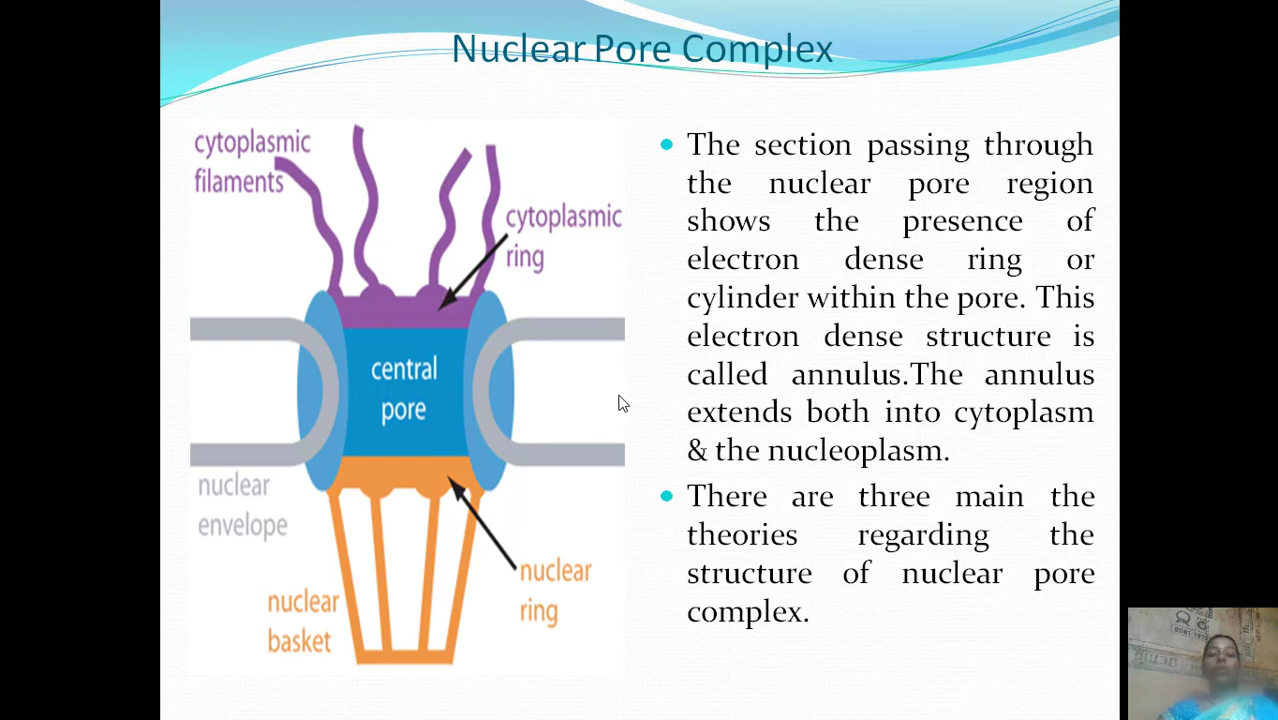 Nuclear Pore Complex
cytoplasmic
filaments
cytoplasmic
ring
central
pore
nuclear
envelope
nuclear
ring
nuclear
basket
The section passing through
the nuclear pore region
shows the presence of
electron dense ring or
cylinder within the pore. This
electron dense structure is
called annulus.The annulus
extends both into cytoplasm
& the nucleoplasm.
There are three main the
theories regarding the
structure of nuclear pore
complex.